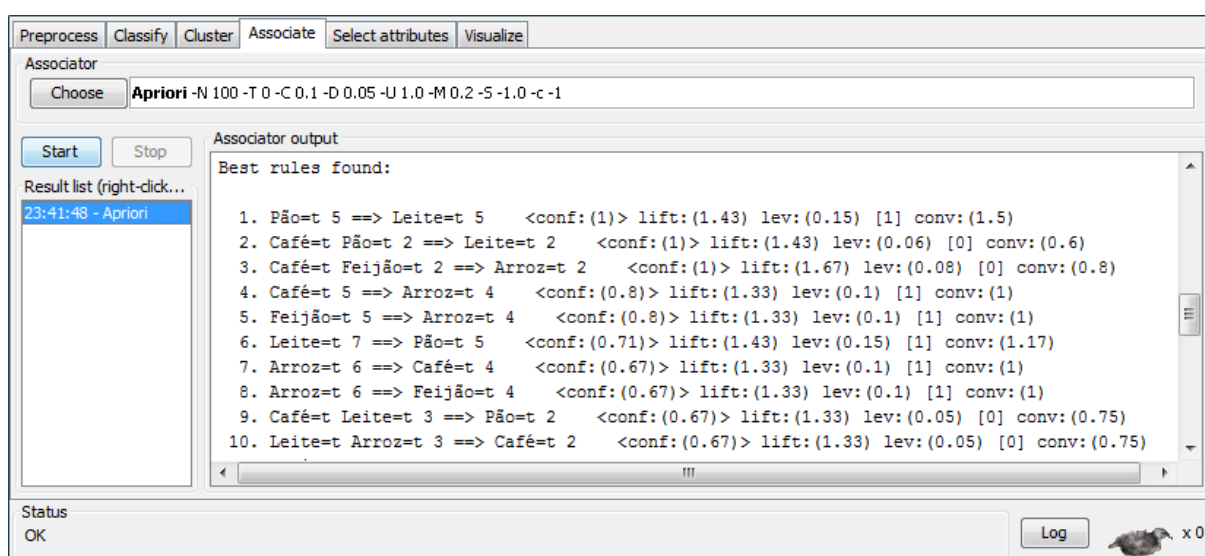 Preprocess Classify Cluster Associate Select attributes Visualize
Associator
Choose Apriori -N 100 -T 0 -C 0.1 -D 0.05 -U 1.0 -M 0.2 -S -1.0 -c -1
Start Stop
Result list (right-click...
23:41:48 - Apriori
Associator output
Best rules found:
1. Pão=t 5 ==> Leite=t 5 <conf:(1)> lift:(1.43) lev:(0.15) [1] conv:(1.5)
2. Café=t Pão=t 2 ==> Leite=t 2 <conf:(1)> lift:(1.43) lev:(0.06) [0] conv:(0.6)
3. Café=t Feijão=t 2 ==> Arroz=t 2 <conf:(1)> lift:(1.67) lev:(0.08) [0] conv:(0.8)
4. Café=t 5 ==> Arroz=t 4 <conf:(0.8)> lift:(1.33) lev:(0.1) [1] conv:(1)
5. Feijão=t 5 ==> Arroz=t 4 <conf:(0.8)> lift:(1.33) lev:(0.1) [1] conv:(1)
6. Leite=t 7 ==> Pão=t 5 <conf:(0.71)> lift:(1.43) lev:(0.15) [1] conv:(1.17)
7. Arroz=t 6 ==> Café=t 4 <conf:(0.67)> lift:(1.33) lev:(0.1) [1] conv:(1)
8. Arroz=t 6 ==> Feijão=t 4 <conf:(0.67)> lift:(1.33) lev:(0.1) [1] conv:(1)
9. Café=t Leite=t 3 ==> Pão=t 2 <conf:(0.67)> lift:(1.33) lev:(0.05) [0] conv:(0.75)
10. Leite=t Arroz=t 3 ==> Café=t 2 <conf:(0.67)> lift:(1.33) lev:(0.05) [0] conv:(0.75)
Status
OK
Log
x 0